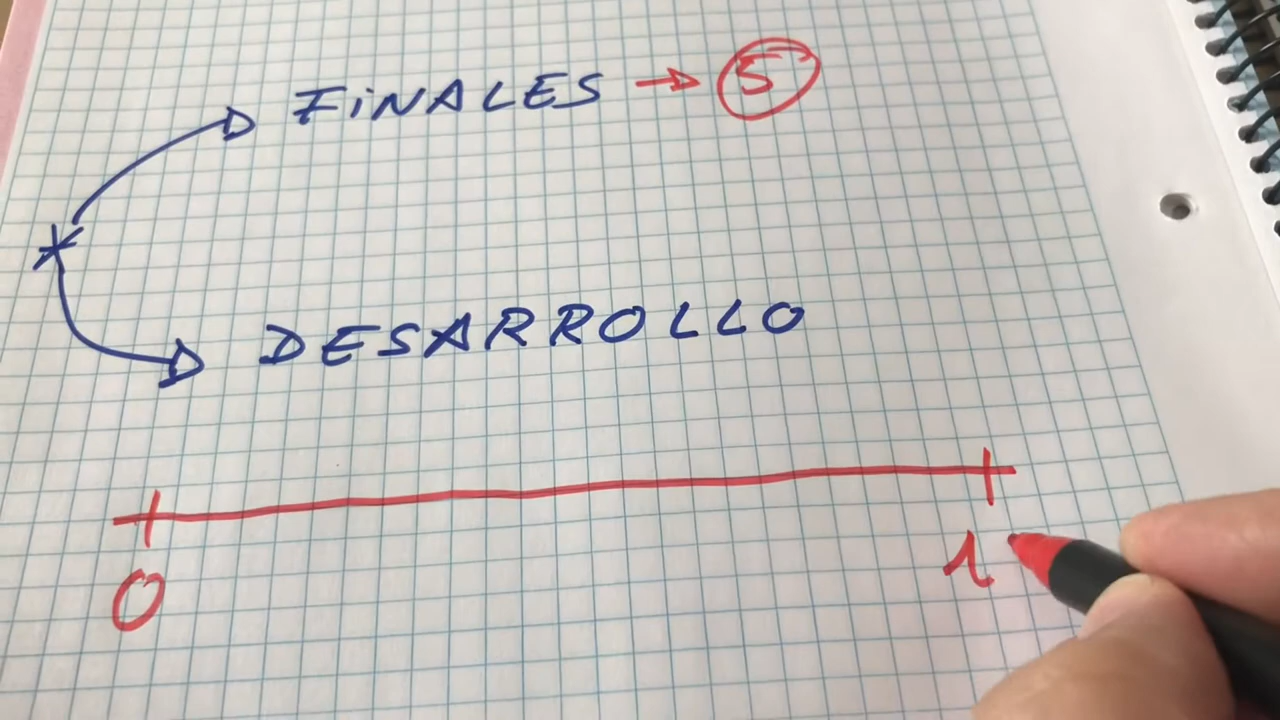 FiNALES → 5
DESARROLLO
0 1